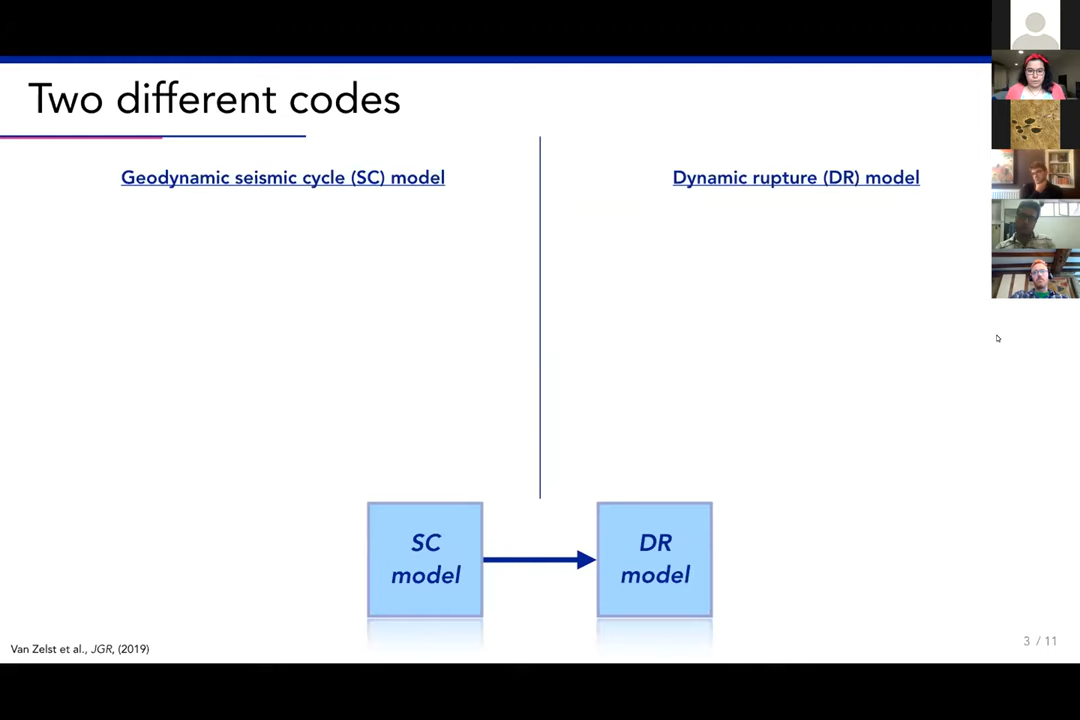 Two different codes
Geodynamic seismic cycle (SC) model
Dynamic rupture (DR) model
SC
model
DR
model
Van Zelst et al., JGR, (2019)
3 / 11